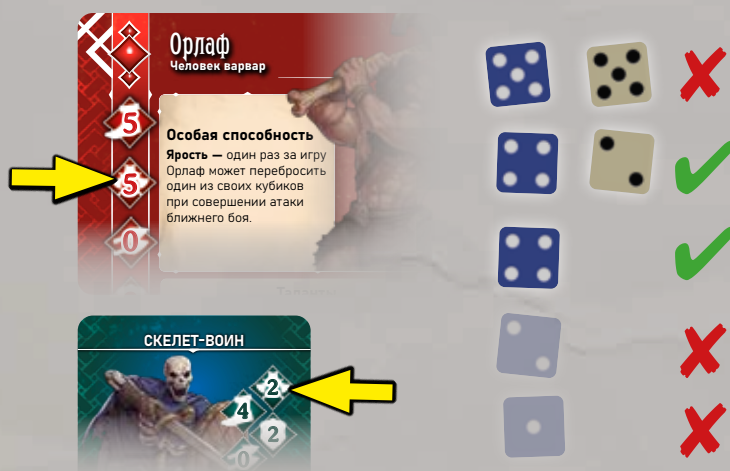 Орлаф
Человек варвар
5
Особая способность
Ярость — один раз за игру
Орлаф может перебросить
5
один из своих кубиков
при совершении атаки
ближнего боя.
0
Таланты
СКЕЛЕТ-ВОИН
2
4
2
0